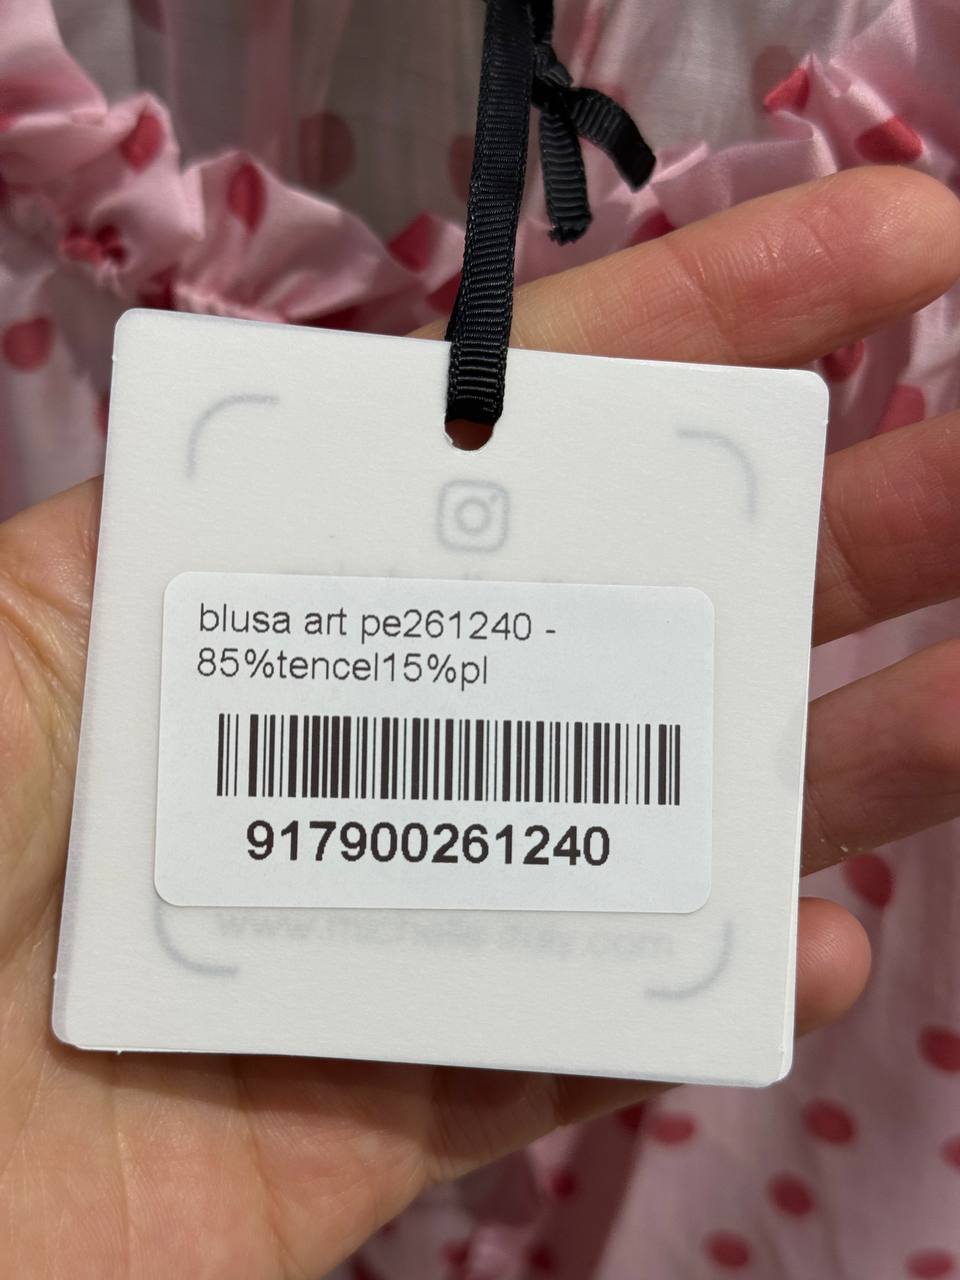 blusa art pe261240 -
85%tencel15%pl
917900261240